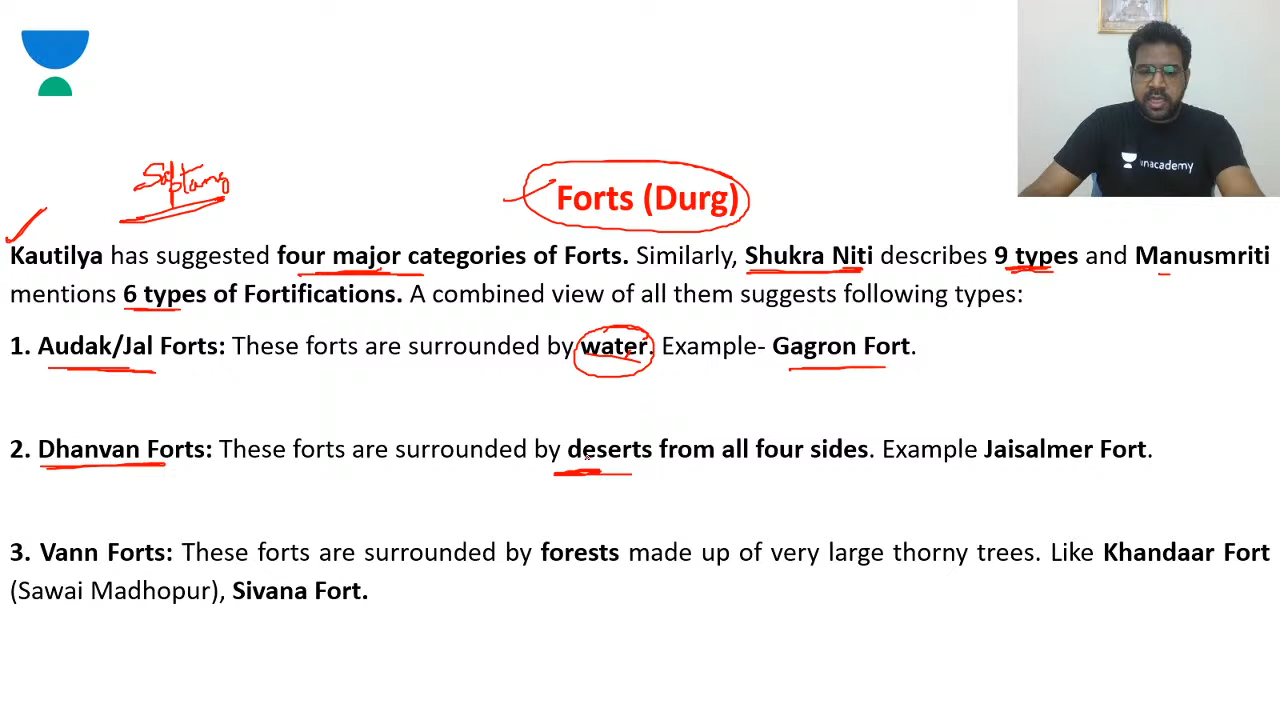 Saptang
Forts (Durg)
Kautilya has suggested four major categories of Forts. Similarly, Shukra Niti describes 9 types and Manusmriti
mentions 6 types of Fortifications. A combined view of all them suggests following types:
1. Audak/Jal Forts: These forts are surrounded by water. Example- Gagron Fort.
2. Dhanvan Forts: These forts are surrounded by deserts from all four sides. Example Jaisalmer Fort.
3. Vann Forts: These forts are surrounded by forests made up of very large thorny trees. Like Khandaar Fort
(Sawai Madhopur), Sivana Fort.
unacademy